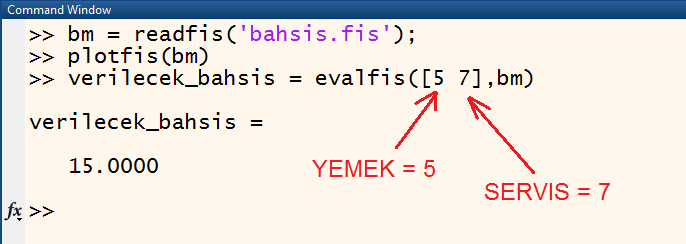 Command Window
>> bm = readfis('bahsis.fis');
>> plotfis(bm)
>> verilecek_bahsis = evalfis([5 7],bm)
verilecek_bahsis =
15.0000
YEMEK = 5
SERVIS = 7
fx >>